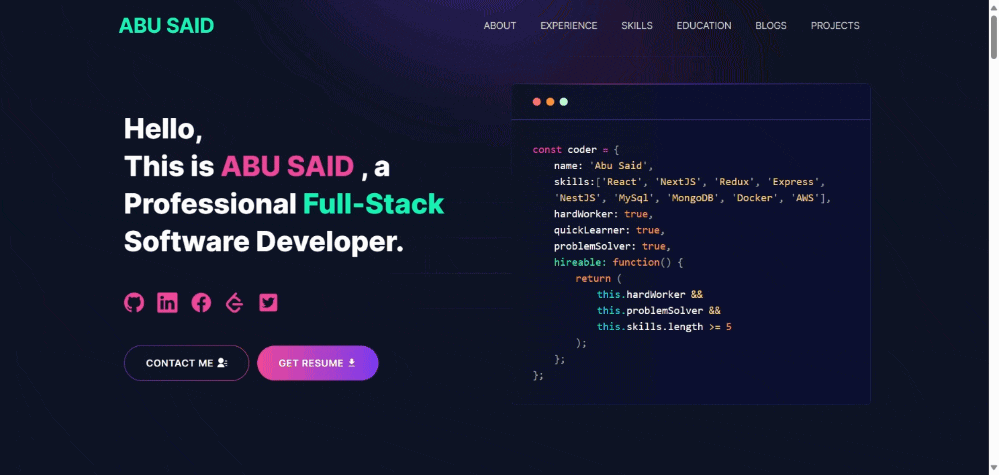 ABU SAID
ABOUT EXPERIENCE SKILLS EDUCATION BLOGS PROJECTS
Hello,
This is ABU SAID , a
Professional Full-Stack
Software Developer.
CONTACT ME
GET RESUME
const coder = {
name: 'Abu Said',
skills:['React', 'NextJS', 'Redux', 'Express',
'NestJS', 'MySql', 'MongoDB', 'Docker', 'AWS'],
hardWorker: true,
quickLearner: true,
problemSolver: true,
hireable: function() {
return (
this.hardWorker &&
this.problemSolver &&
this.skills.length >= 5
);
};
};